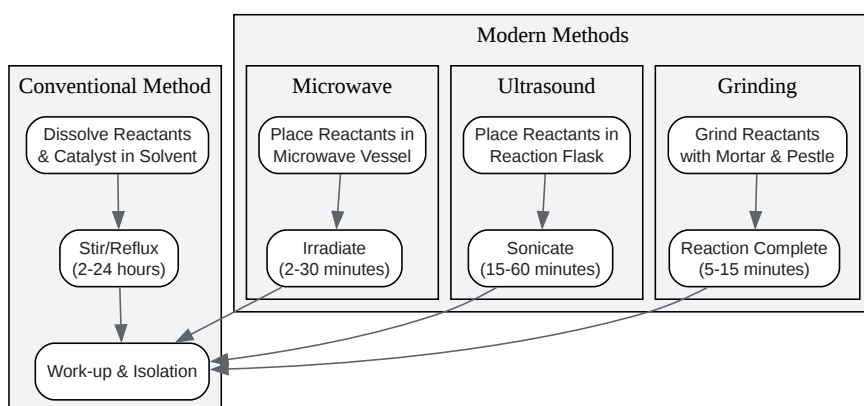 Modern Methods
Conventional Method
Microwave
Ultrasound
Grinding
Dissolve Reactants
& Catalyst in Solvent
Place Reactants in
Microwave Vessel
Place Reactants in
Reaction Flask
Grind Reactants
with Mortar & Pestle
Stir/Reflux
(2-24 hours)
Irradiate
(2-30 minutes)
Sonicate
(15-60 minutes)
Reaction Complete
(5-15 minutes)
Work-up & Isolation